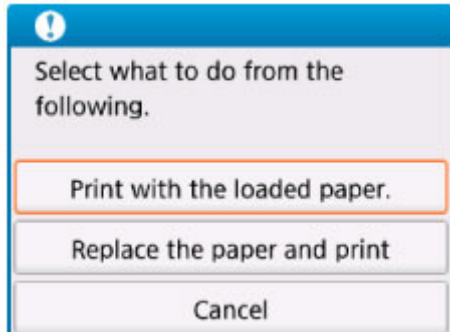 Select what to do from the
following.
Print with the loaded paper.
Replace the paper and print
Cancel